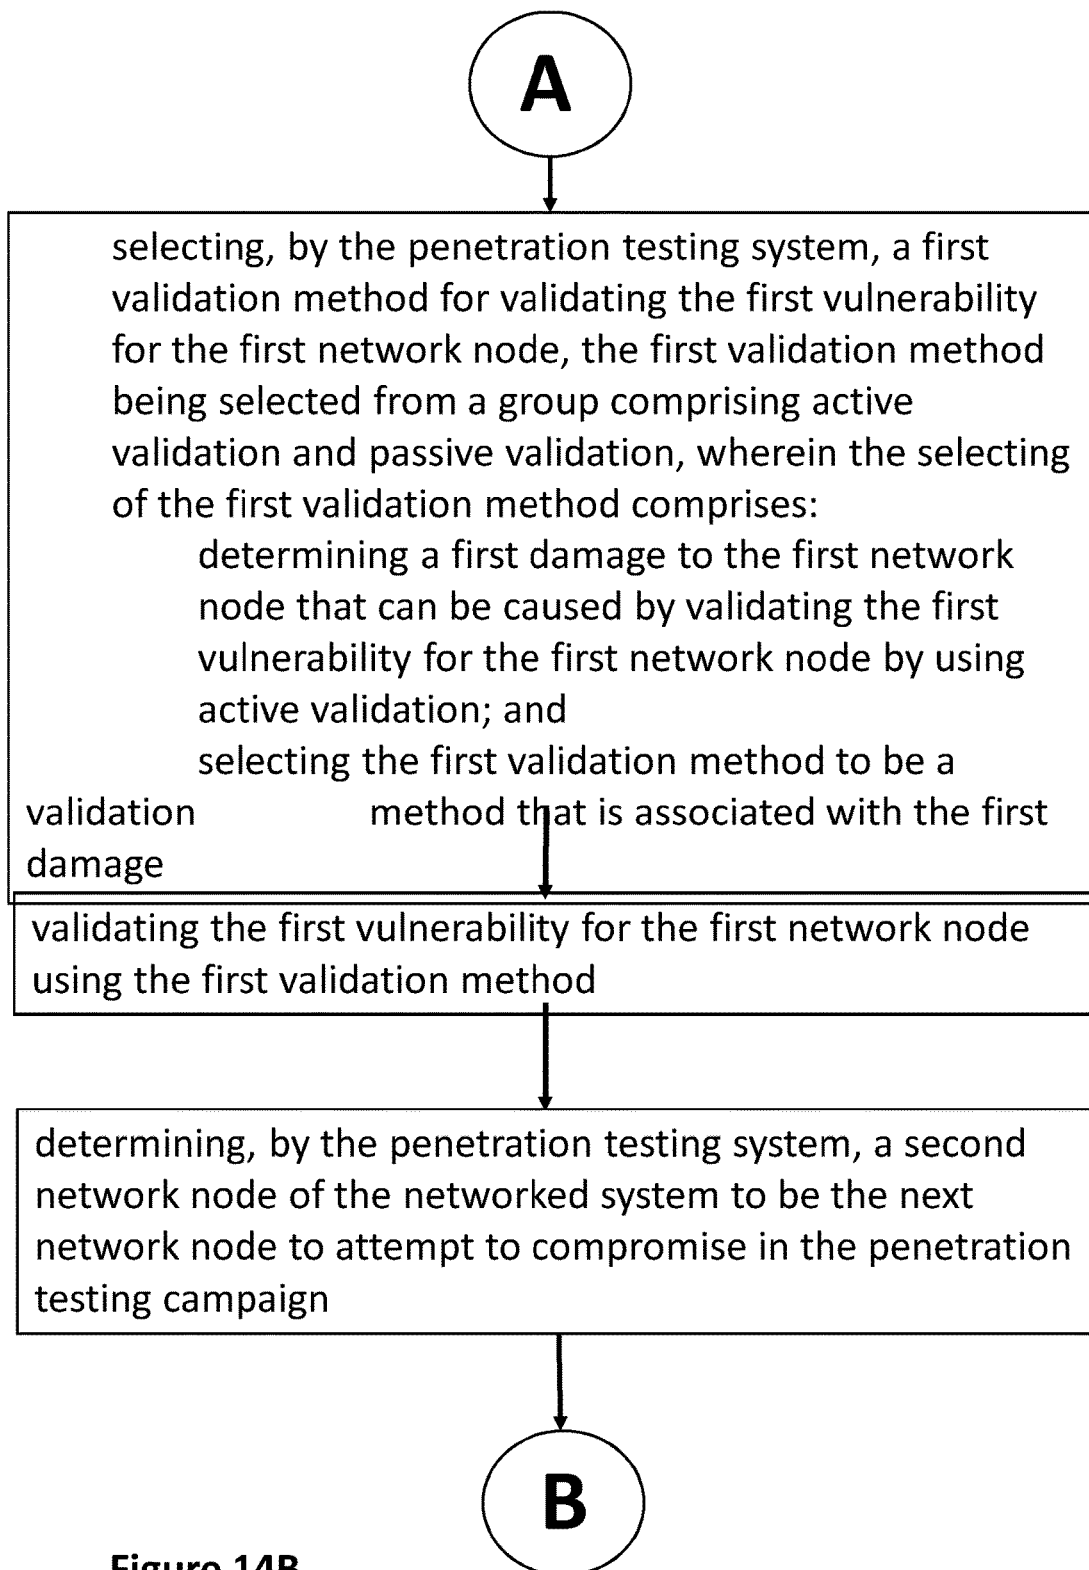 A
selecting, by the penetration testing system, a first
validation method for validating the first vulnerability
for the first network node, the first validation method
being selected from a group comprising active
validation and passive validation, wherein the selecting
of the first validation method comprises:
determining a first damage to the first network
node that can be caused by validating the first
vulnerability for the first network node by using
active validation; and
selecting the first validation method to be a
validation method that is associated with the first
damage
validating the first vulnerability for the first network node
using the first validation method
determining, by the penetration testing system, a second
network node of the networked system to be the next
network node to attempt to compromise in the penetration
testing campaign
B
Figure 14B